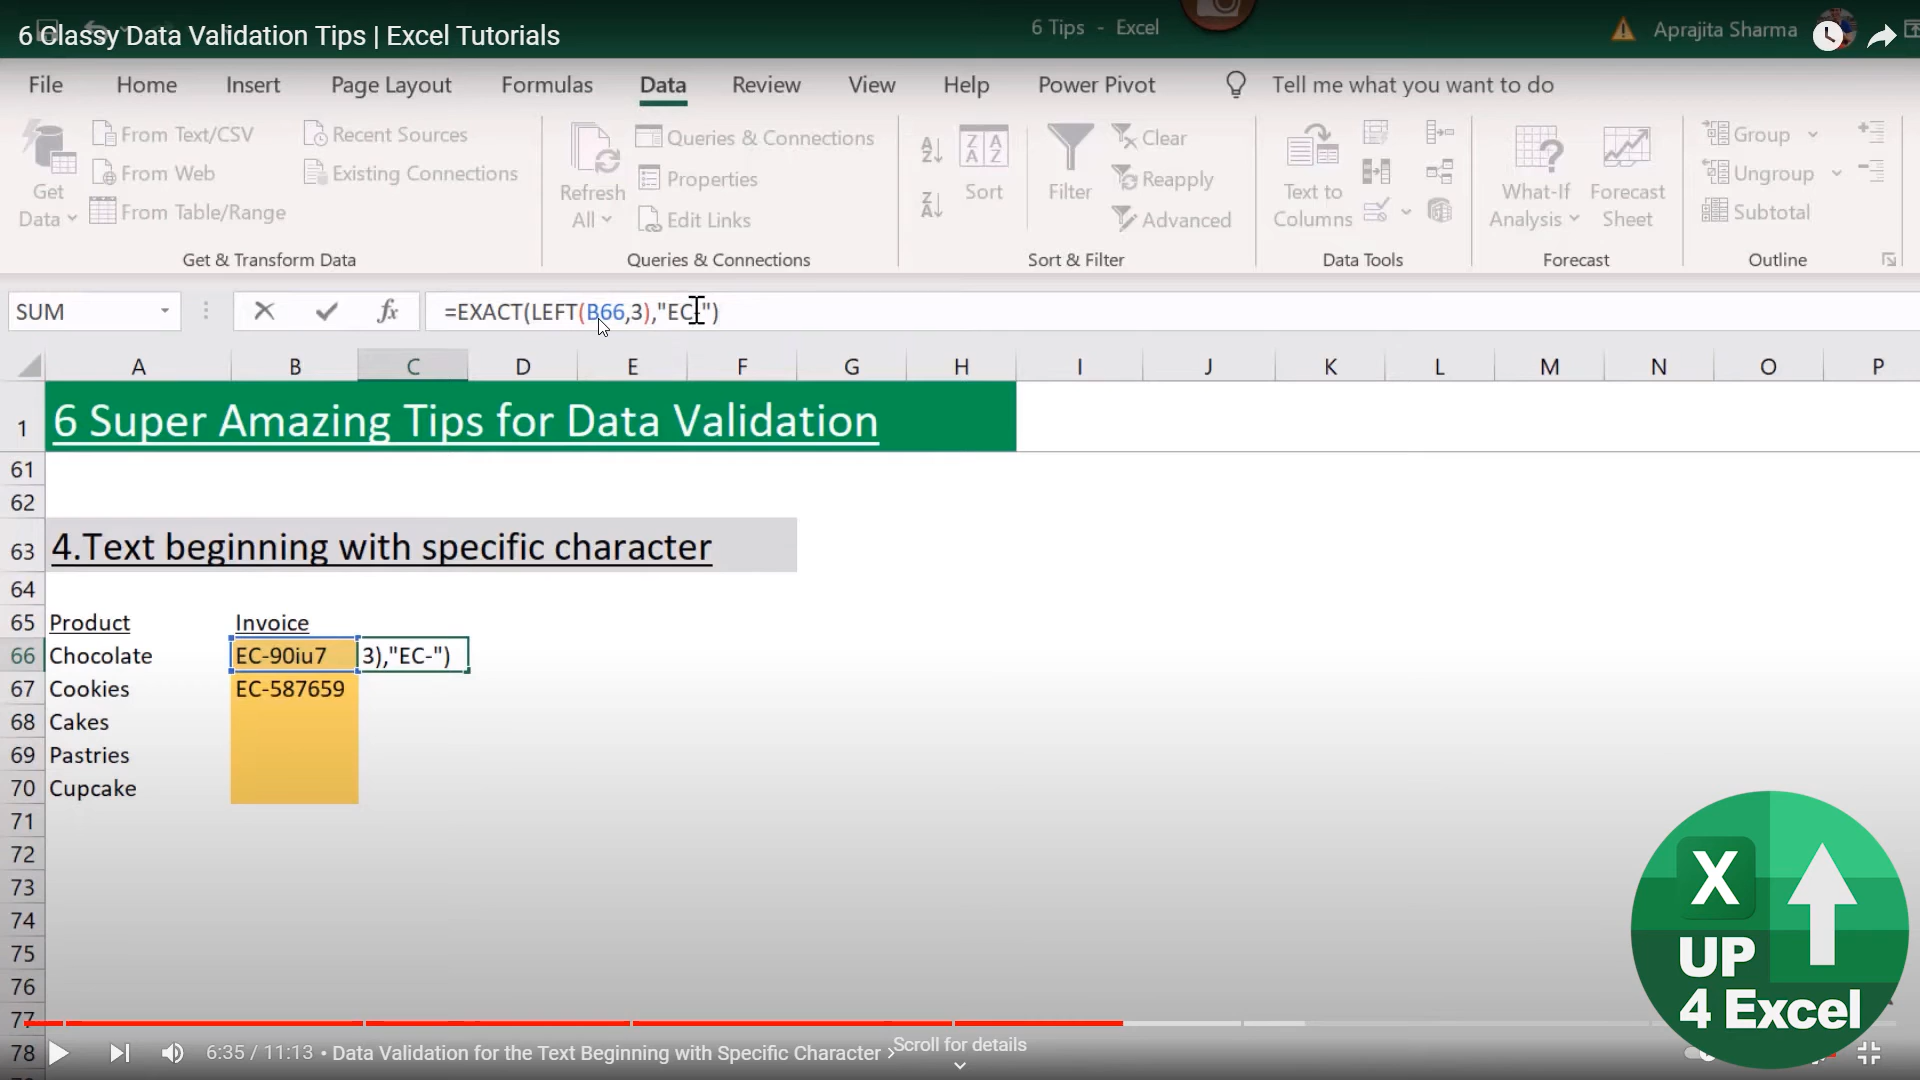 6 Classy Data Validation Tips | Excel Tutorials
6 Tips - Excel
Aprajita Sharma
File Home Insert Page Layout Formulas Data Review View Help Power Pivot Tell me what you want to do
Get Data
From Text/CSV
From Web
From Table/Range
Recent Sources
Existing Connections
Get & Transform Data
Refresh All
Queries & Connections
Properties
Edit Links
Queries & Connections
Sort
Filter
Clear
Reapply
Advanced
Sort & Filter
Text to Columns
Data Tools
What-If Analysis
Forecast Sheet
Forecast
Group
Ungroup
Subtotal
Outline
SUM fx =EXACT(LEFT(B66,3),"EC-")
A B C D E F G H I J K L M N O P
1 6 Super Amazing Tips for Data Validation
61
62
63 4.Text beginning with specific character
64
65 Product Invoice
66 Chocolate EC-90iu7 3),"EC-")
67 Cookies EC-587659
68 Cakes
69 Pastries
70 Cupcake
71
72
73
74
75
76
77
78
X
UP
4 Excel
6:35 / 11:13 • Data Validation for the Text Beginning with Specific Character
Scroll for details